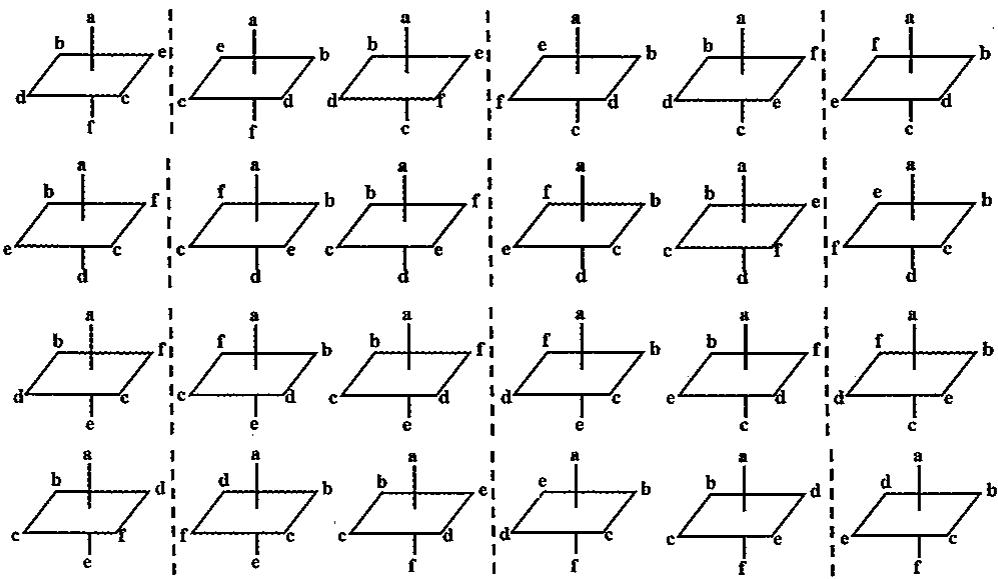 a a a a a a
b e e b b e e b b f f b
d c c d d f f d d e e d
f f c c c c
a a a a a a
b f f b b f f b b e e b
e c c e c e e c c f f c
d d d d d d
a a a a a a
b f f b b f f b b f f b
d c c d c d d c e d d e
e e e e c c
a a a a a a
b d d b b e e b b d d b
c f f c c d d c c e e c
e e f f f f